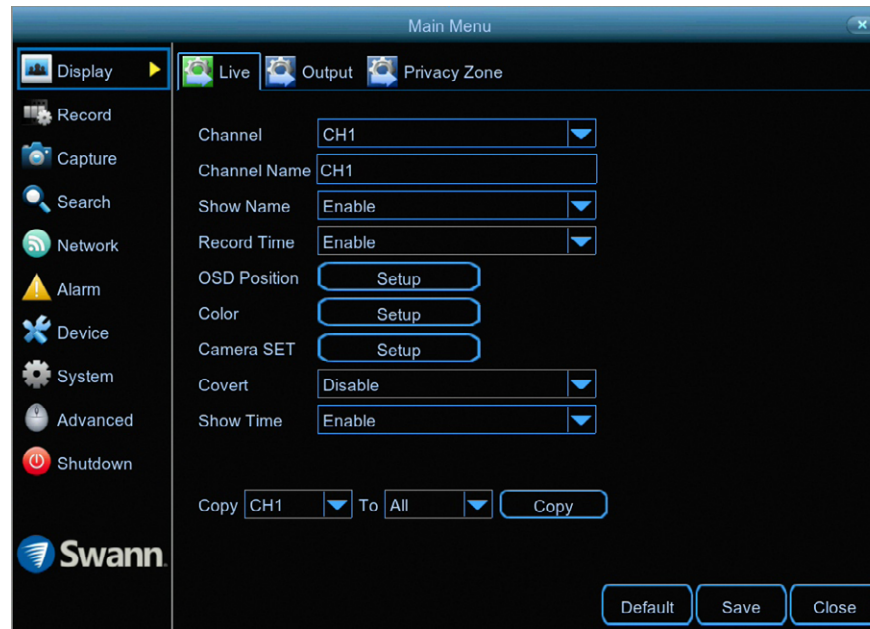 Main Menu
Display
Record
Capture
Search
Network
Alarm
Device
System
Advanced
Shutdown
Swann
Live Output Privacy Zone
Channel CH1
Channel Name CH1
Show Name Enable
Record Time Enable
OSD Position Setup
Color Setup
Camera SET Setup
Covert Disable
Show Time Enable
Copy CH1 To All Copy
Default Save Close